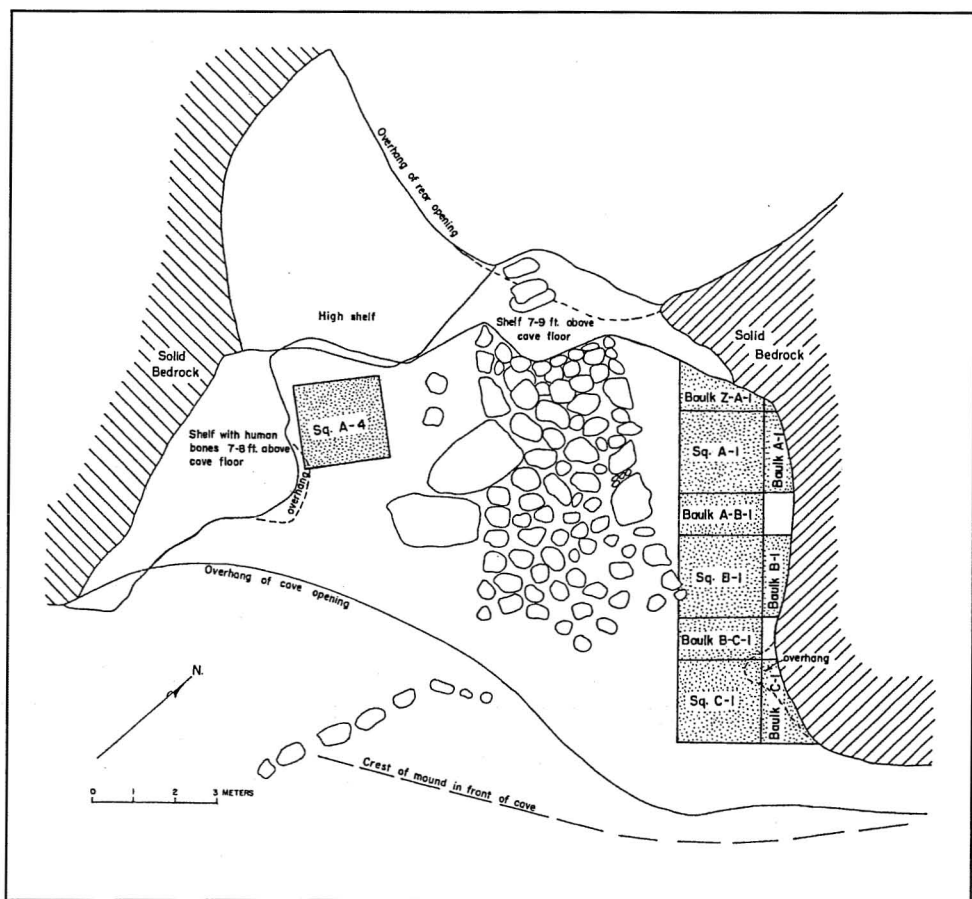 Overhang of rear opening
High shelf
Shelf 7-9 ft. above
cave floor
Solid
Bedrock
Solid
Bedrock
Sq. A-4
Shelf with human
bones 7-8 ft. above
cave floor
overhang
Baulk Z-A-1
Sq. A-1
Baulk A-1
Baulk A-B-1
Sq. B-1
Baulk B-1
Baulk B-C-1
overhang
Sq. C-1
Baulk C-1
Overhang of cave opening
N.
Crest of mound in front of cave
0 1 2 3 METERS